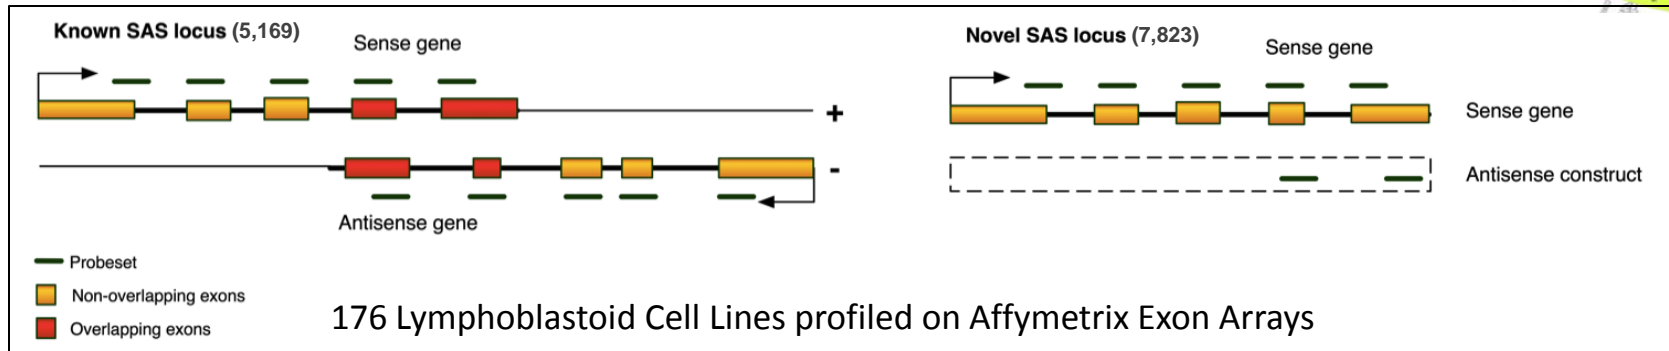 Known SAS locus (5,169)
Sense gene
+
-
Antisense gene
Probeset
Non-overlapping exons
Overlapping exons
Novel SAS locus (7,823)
Sense gene
Sense gene
Antisense construct
176 Lymphoblastoid Cell Lines profiled on Affymetrix Exon Arrays